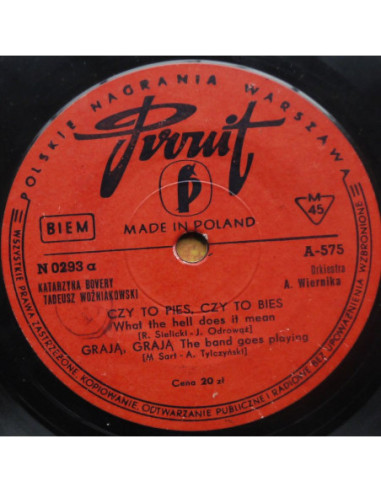 POLSKIE NAGRANIA WARSZAWA
Pronit
P
BIEM
MADE IN POLAND
M
45
N 0293 a
A-575
KATARZYNA BOVERY
TADEUSZ WOŹNIAKOWSKI
Orkiestra
A. Wiernika
CZY TO PIES, CZY TO BIES
What the hell does it mean
[R. Sielicki - J. Odrowąż]
GRAJĄ, GRAJĄ The band goes playing
[M Sart - A. Tylczyński]
Cena 20 zł
WSZYSTKIE PRAWA ZASTRZEŻONE. KOPIOWANIE, ODTWARZANIE PUBLICZNE I RADIOWE BEZ UPOWAŻNIENIA WZBRONIONE